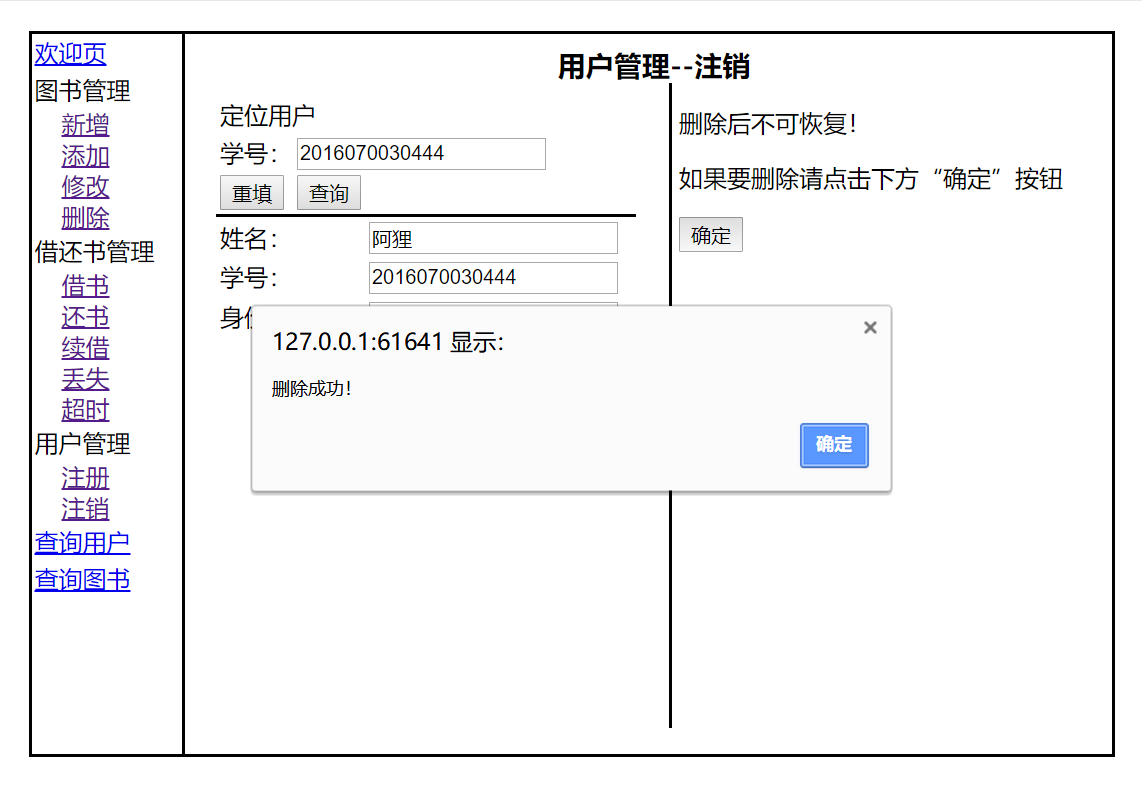 欢迎页
图书管理
新增
添加
修改
删除
借还书管理
借书
还书
续借
丢失
超时
用户管理
注册
注销
查询用户
查询图书
用户管理--注销
定位用户
学号： 2016070030444
重填 查询
姓名： 阿狸
学号： 2016070030444
删除后不可恢复！
如果要删除请点击下方“确定”按钮
确定
127.0.0.1:61641 显示:
×
删除成功！
确定